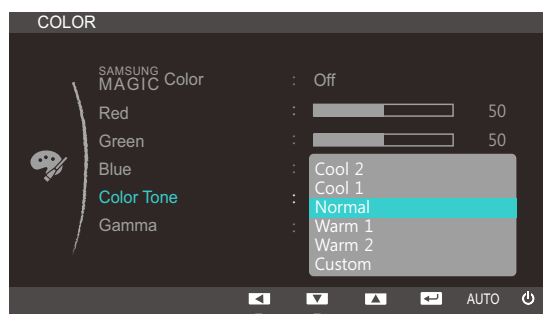 COLOR
SAMSUNG MAGIC Color : Off
Red : 50
Green : 50
Blue :
Color Tone :
Gamma :
Cool 2
Cool 1
Normal
Warm 1
Warm 2
Custom
AUTO